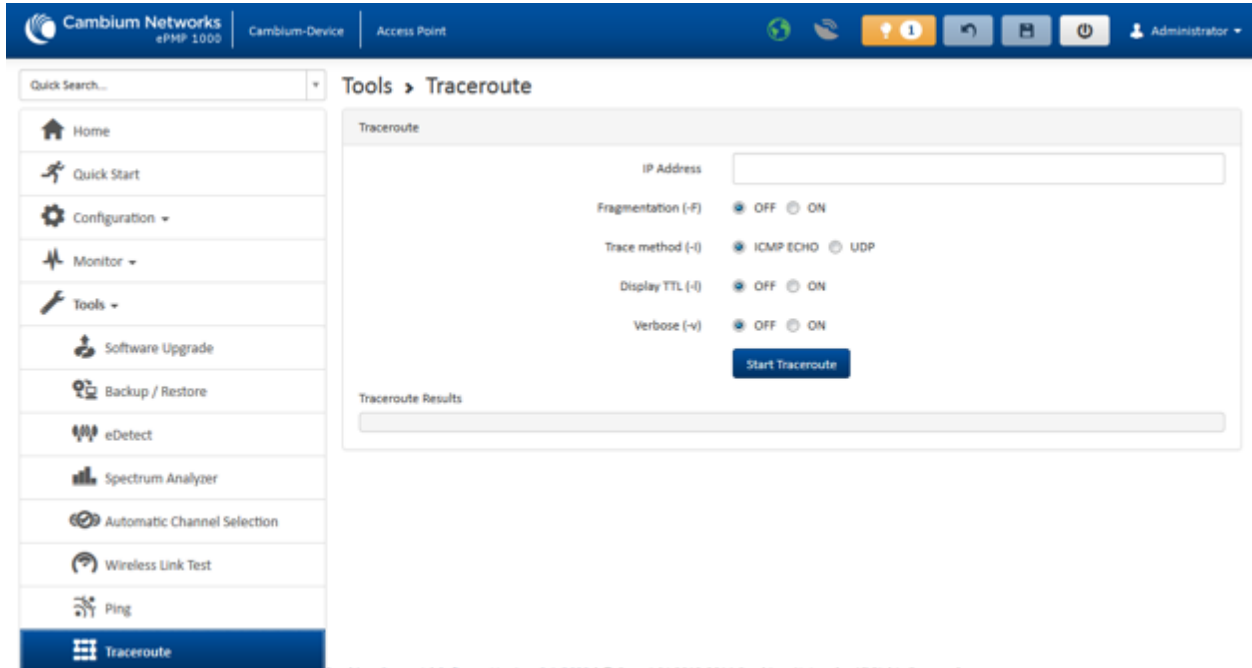 Cambium Networks
ePMP 1000
Cambium-Device
Access Point
1
Administrator
Quick Search...
Tools > Traceroute
Home
Quick Start
Configuration
Monitor
Tools
Software Upgrade
Backup / Restore
eDetect
Spectrum Analyzer
Automatic Channel Selection
Wireless Link Test
Ping
Traceroute
Traceroute
IP Address
Fragmentation (-F) OFF ON
Trace method (-I) ICMP ECHO UDP
Display TTL (-l) OFF ON
Verbose (-v) OFF ON
Start Traceroute
Traceroute Results